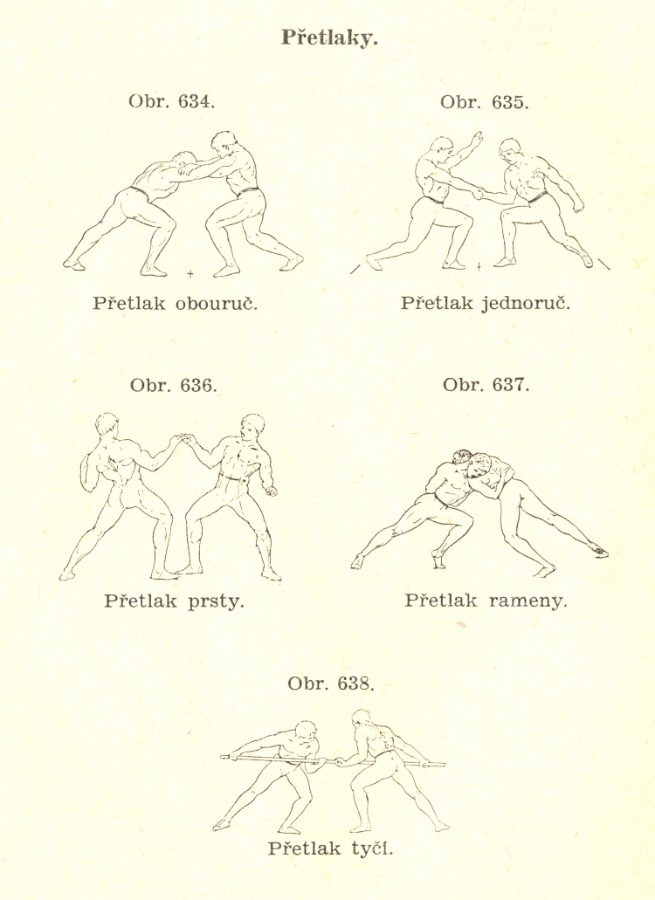 Přetlaky.
Obr. 634.
Obr. 635.
Přetlak obouruč.
Přetlak jednoruč.
Obr. 636.
Obr. 637.
Přetlak prsty.
Přetlak rameny.
Obr. 638.
Přetlak tyčí.